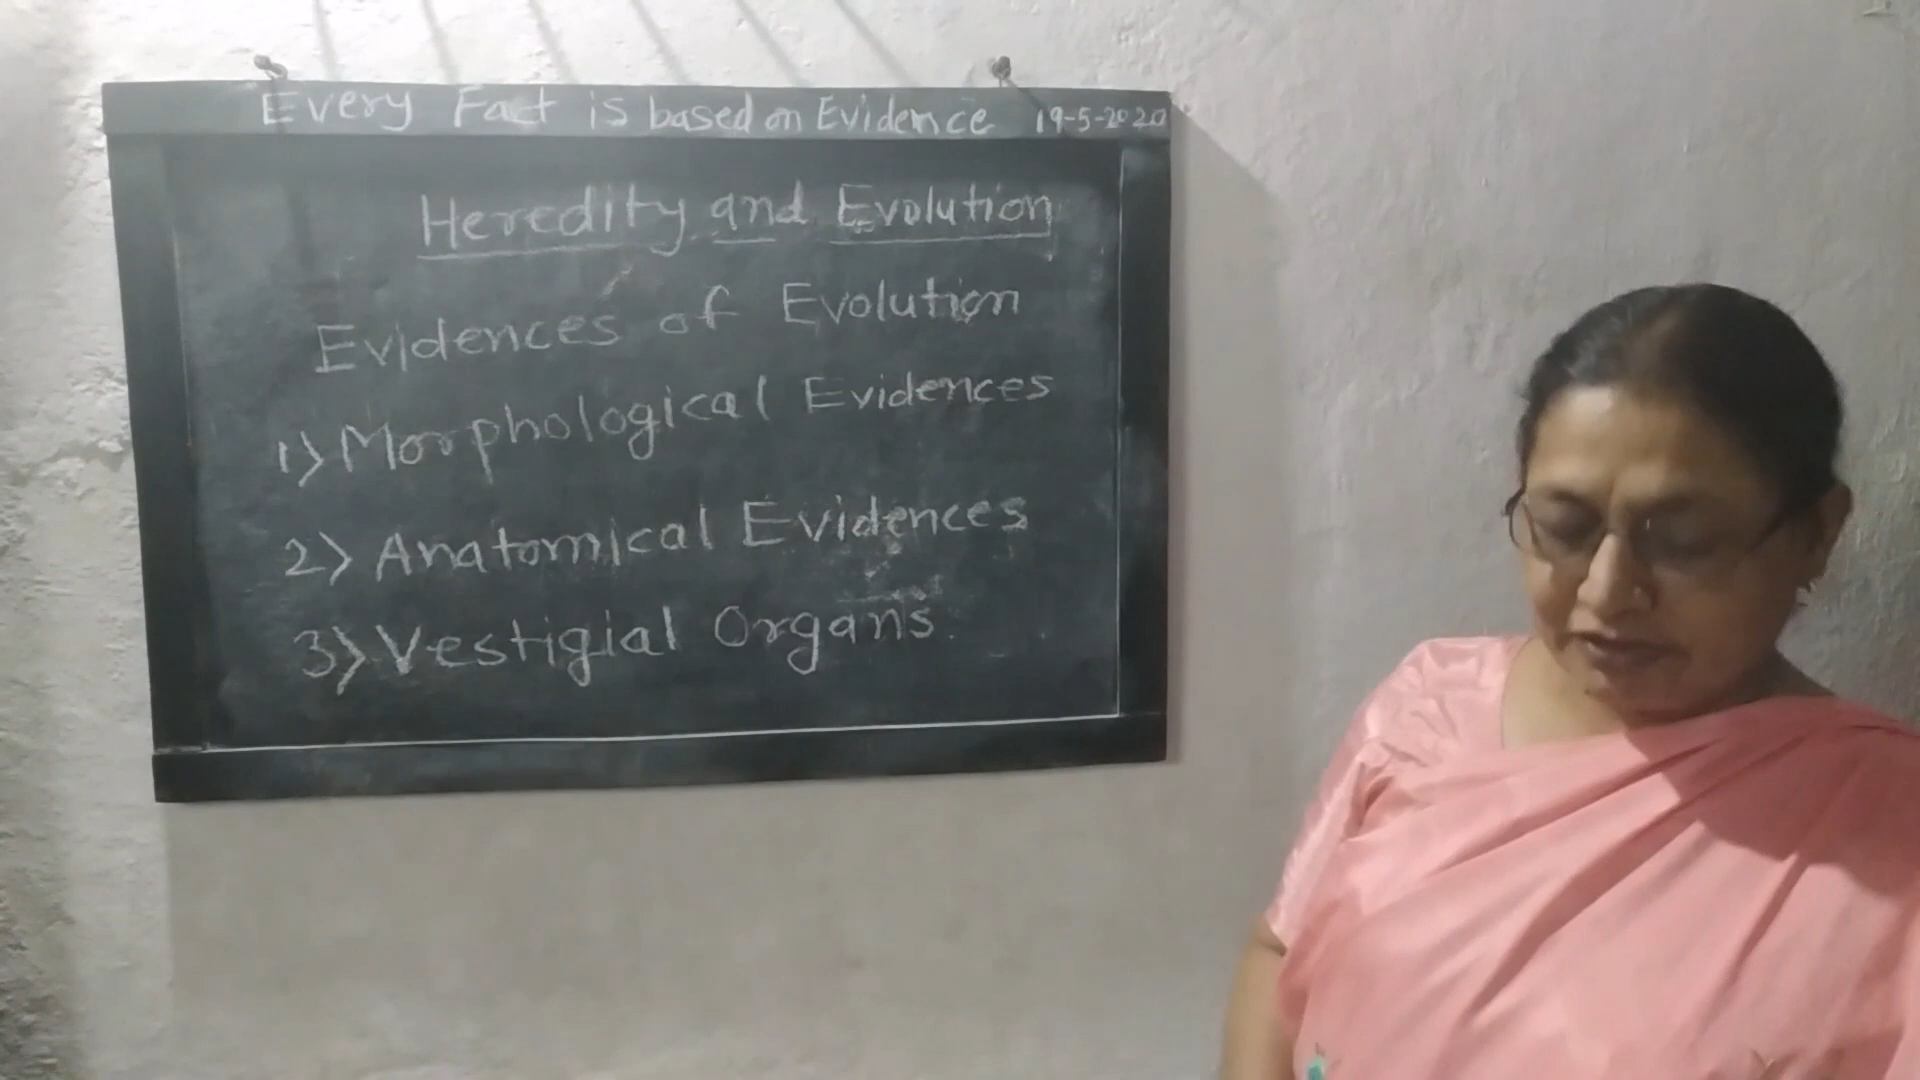 Every Fact is based on Evidence 19-5-2020
Heredity and Evolution
Evidences of Evolution
1) Morphological Evidences
2) Anatomical Evidences
3) Vestigial Organs.